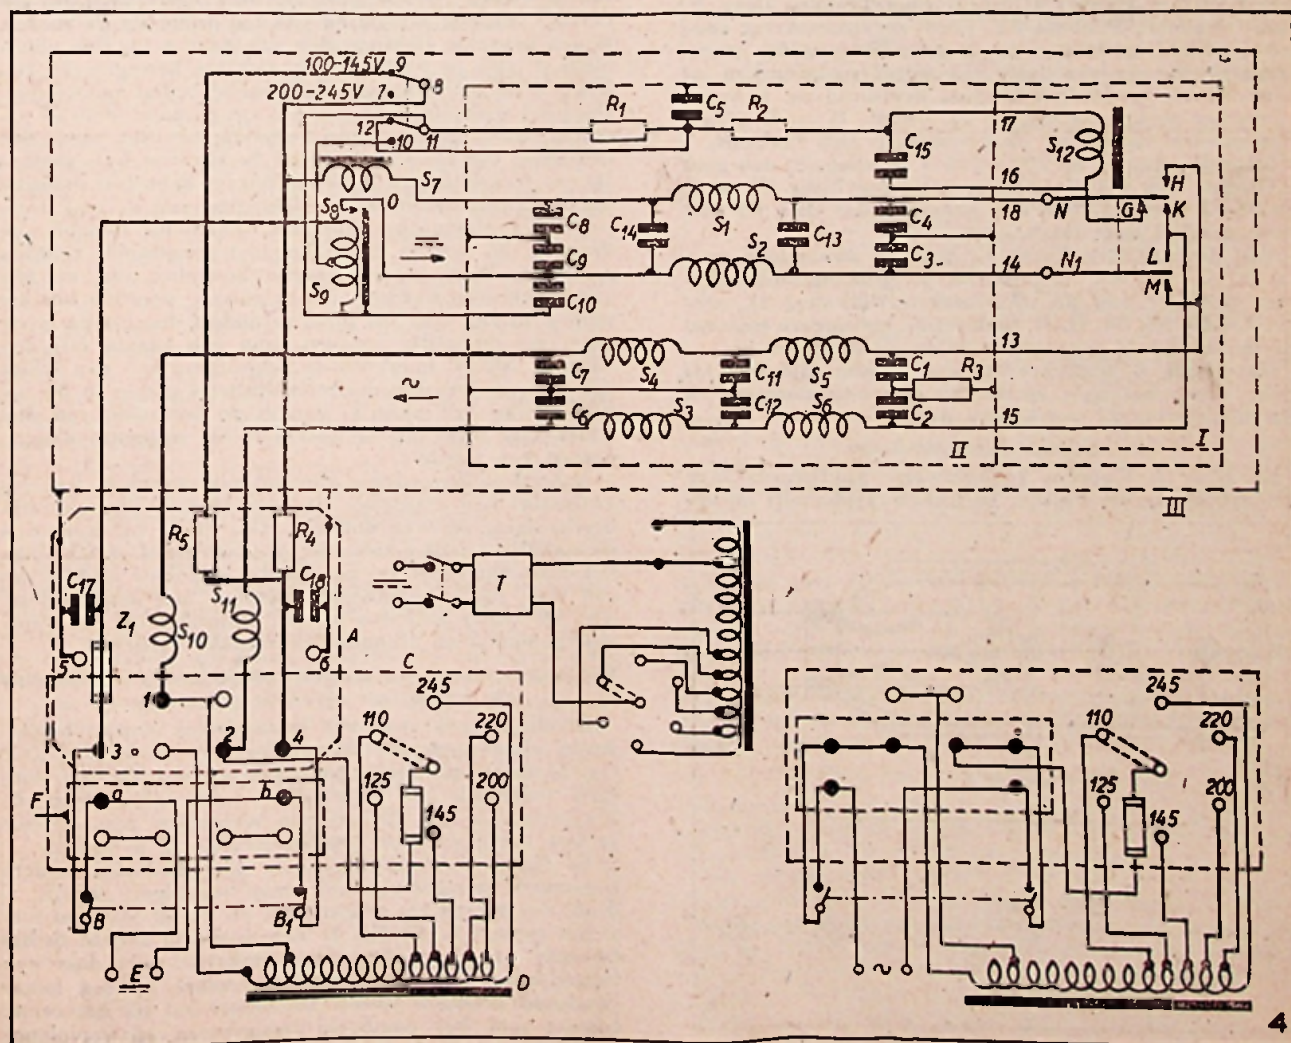 100-145V 9
8
200-245V 7
12
10
11
R1
C5
R2
17
C15
S12
16
H
S7
O
18
N
G
K
S8
C8
C14
S1
C4
S2
C13
C9
C3
14
N1
L
S9
C10
M
13
C7
S4
C11
S5
C1
R3
~
C6
S3
C12
S6
C2
15
II
I
III
R5
R4
C17
C18
T
Z1
S10
S11
A
5
6
C
245
245
1
110
220
110
220
3
2
4
a
b
125
200
125
200
F
145
145
B
B1
E
D
~
4